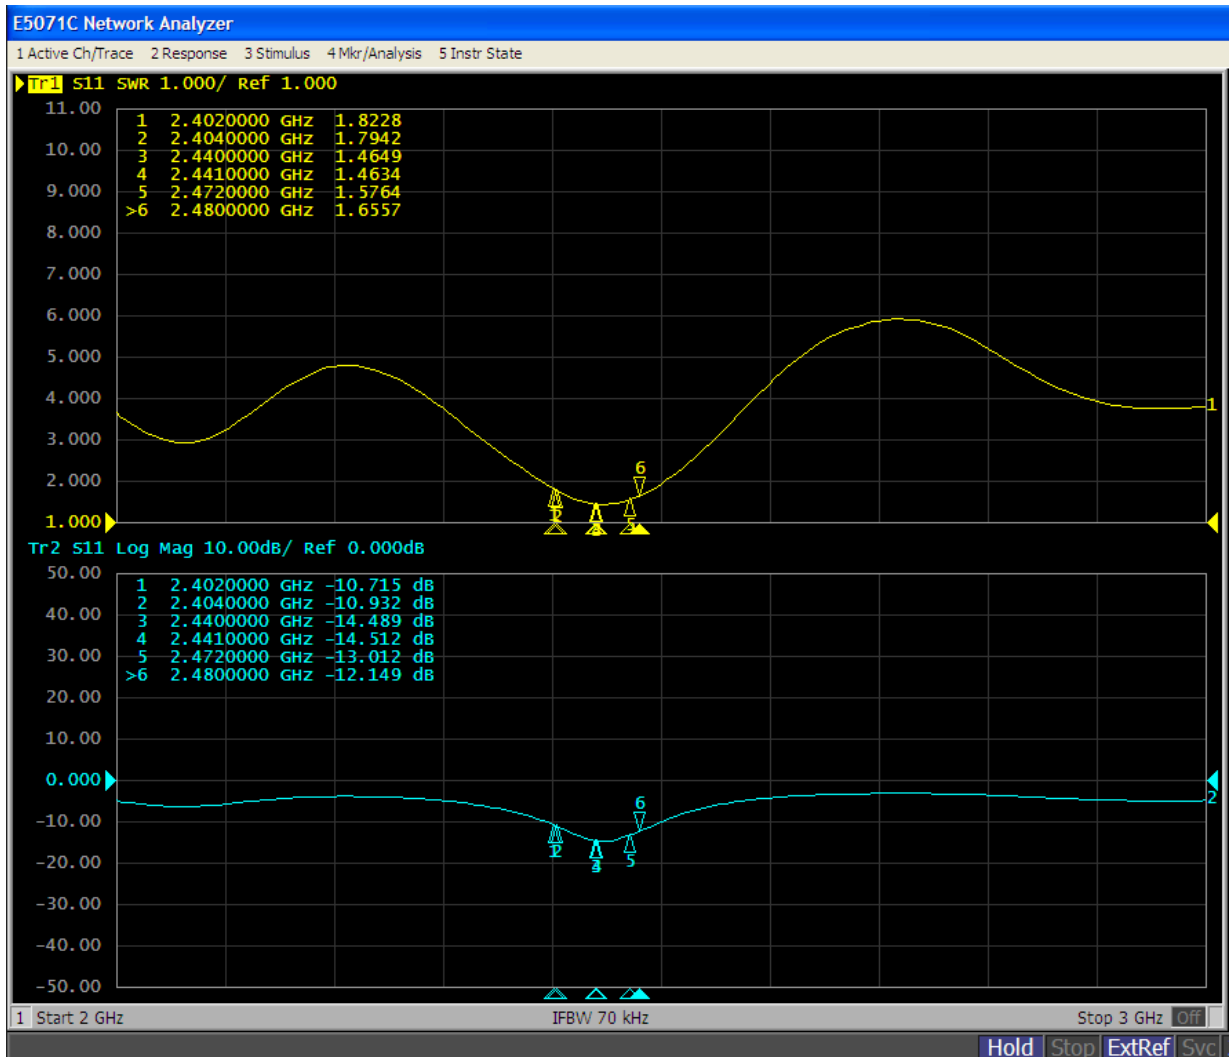 E5071C Network Analyzer
1 Active Ch/Trace 2 Response 3 Stimulus 4 Mkr/Analysis 5 Instr State
Tr1 S11 SWR 1.000/ Ref 1.000
11.00
1 2.4020000 GHz 1.8228
2 2.4040000 GHz 1.7942
10.00
3 2.4400000 GHz 1.4649
4 2.4410000 GHz 1.4634
9.000
5 2.4720000 GHz 1.5764
>6 2.4800000 GHz 1.6557
8.000
7.000
6.000
5.000
4.000
1
3.000
6
2.000
5
1.000
Tr2 S11 Log Mag 10.00dB/ Ref 0.000dB
50.00
1 2.4020000 GHz -10.715 dB
2 2.4040000 GHz -10.932 dB
40.00
3 2.4400000 GHz -14.489 dB
4 2.4410000 GHz -14.512 dB
30.00
5 2.4720000 GHz -13.012 dB
>6 2.4800000 GHz -12.149 dB
20.00
10.00
0.000
2
6
-10.00
2
5
-20.00
-30.00
-40.00
-50.00
1 Start 2 GHz IFBW 70 kHz Stop 3 GHz Off
Hold Stop ExtRef Svc